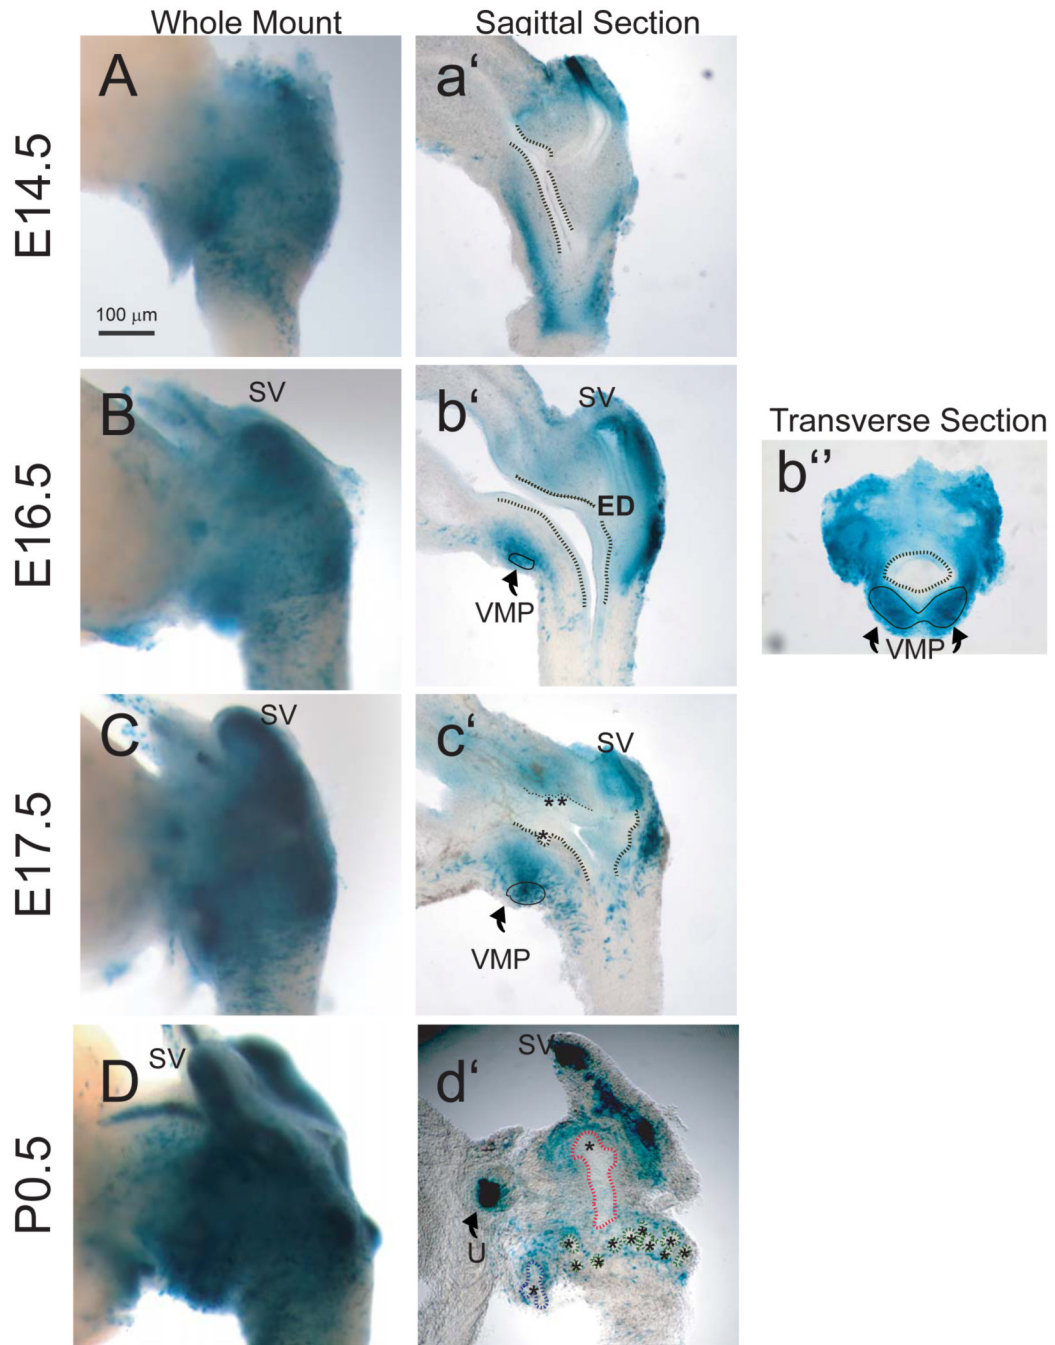 Whole Mount
Sagittal Section
E14.5
A
a‘
100 μm
E16.5
B
SV
b‘
SV
ED
VMP
Transverse Section
b‘’
VMP
E17.5
C
SV
c‘
SV
**
*
VMP
P0.5
D
SV
d‘
SV
*
U
* * * * * * * * * *
*